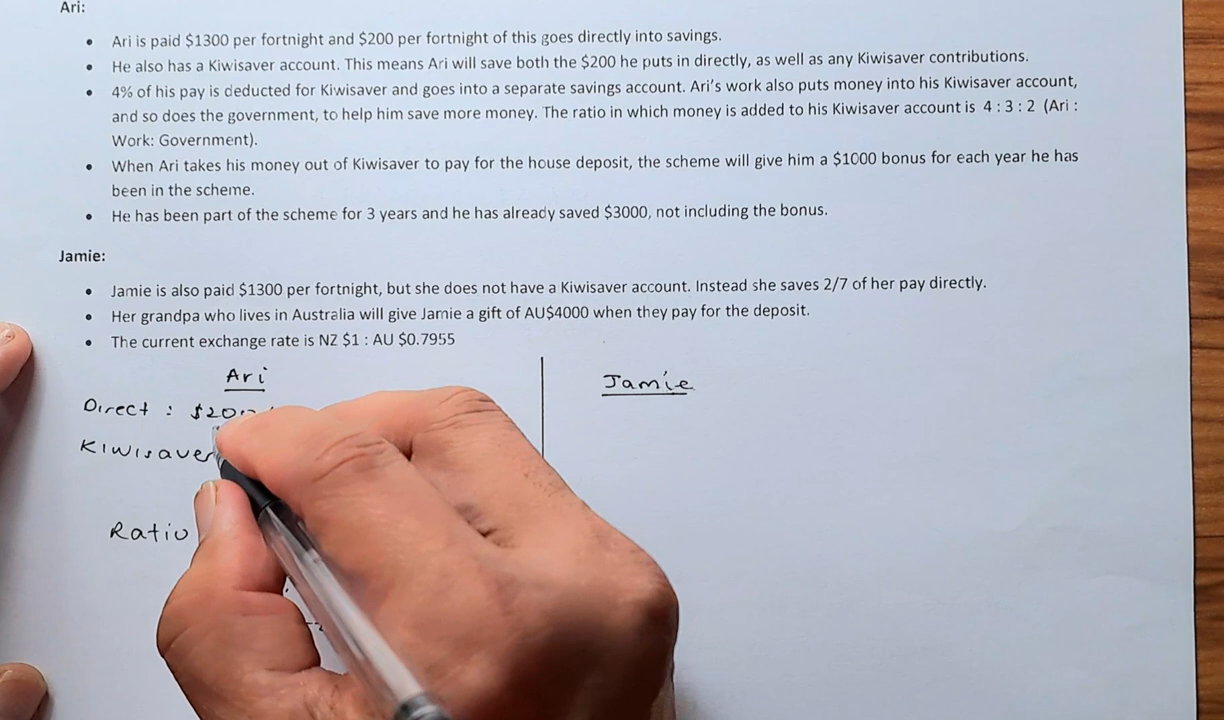 Ari:
• Ari is paid $1300 per fortnight and $200 per fortnight of this goes directly into savings.
• He also has a Kiwisaver account. This means Ari will save both the $200 he puts in directly, as well as any Kiwisaver contributions.
• 4% of his pay is deducted for Kiwisaver and goes into a separate savings account. Ari's work also puts money into his Kiwisaver account,
and so does the government, to help him save more money. The ratio in which money is added to his Kiwisaver account is 4 : 3 : 2 (Ari :
Work: Government).
• When Ari takes his money out of Kiwisaver to pay for the house deposit, the scheme will give him a $1000 bonus for each year he has
been in the scheme.
• He has been part of the scheme for 3 years and he has already saved $3000, not including the bonus.
Jamie:
• Jamie is also paid $1300 per fortnight, but she does not have a Kiwisaver account. Instead she saves 2/7 of her pay directly.
• Her grandpa who lives in Australia will give Jamie a gift of AU$4000 when they pay for the deposit.
• The current exchange rate is NZ $1 : AU $0.7955
Ari
Jamie
Direct : $200
Kiwisaver
Ratio